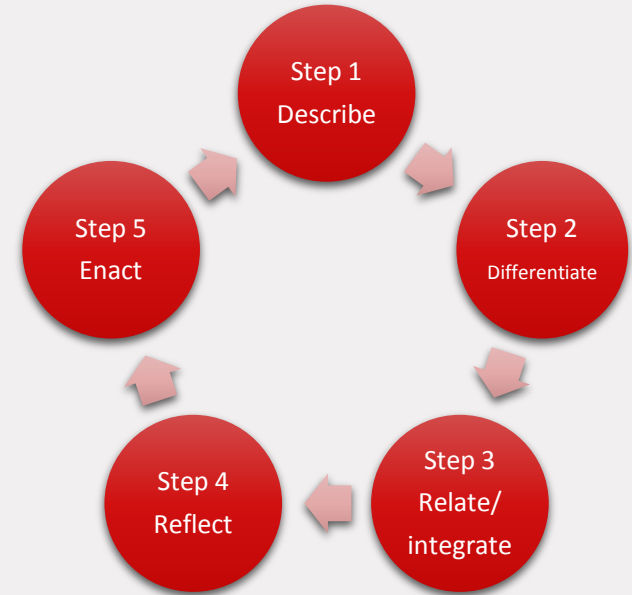 Step 1
Describe
Step 2
Differentiate
Step 3
Relate/
integrate
Step 4
Reflect
Step 5
Enact